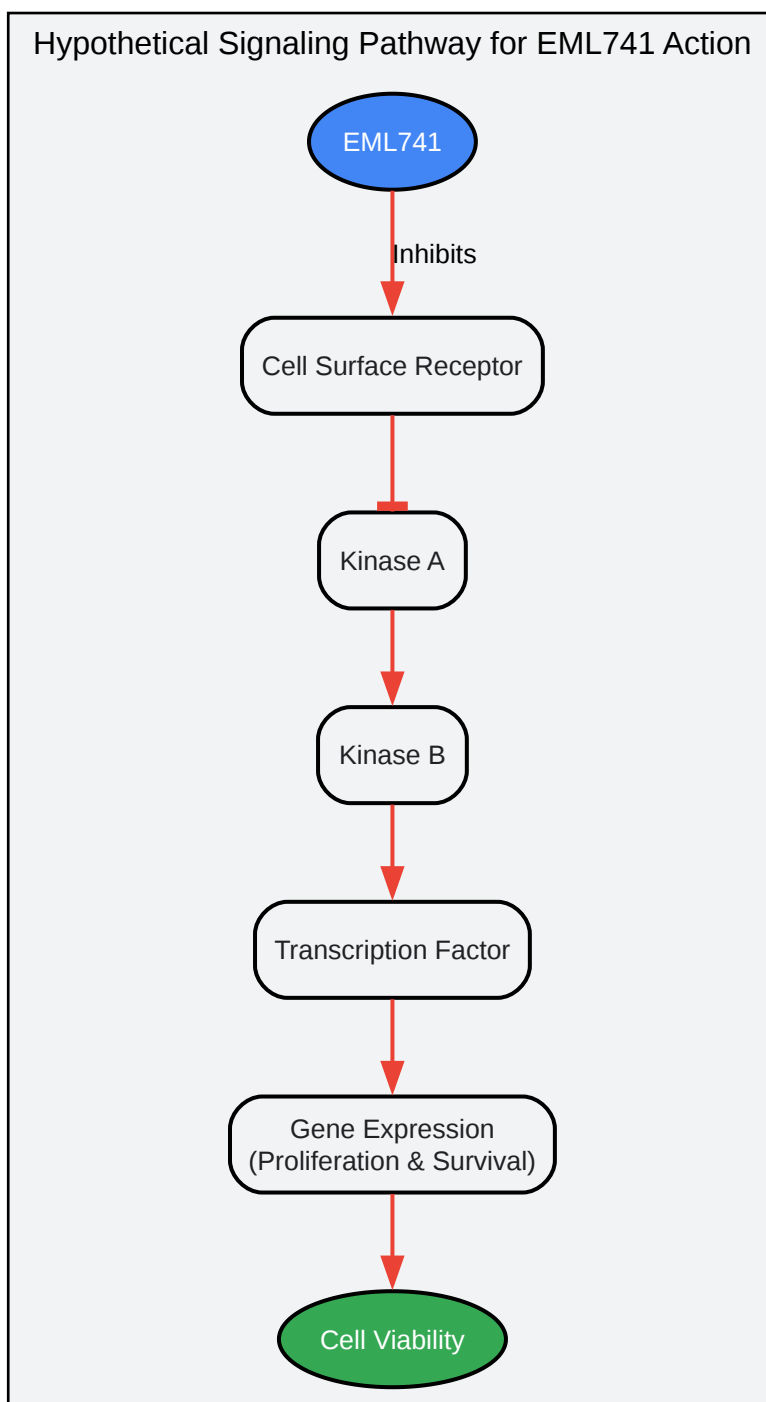 Hypothetical Signaling Pathway for EML741 Action
EML741
Inhibits
Cell Surface Receptor
Kinase A
Kinase B
Transcription Factor
Gene Expression
(Proliferation & Survival)
Cell Viability